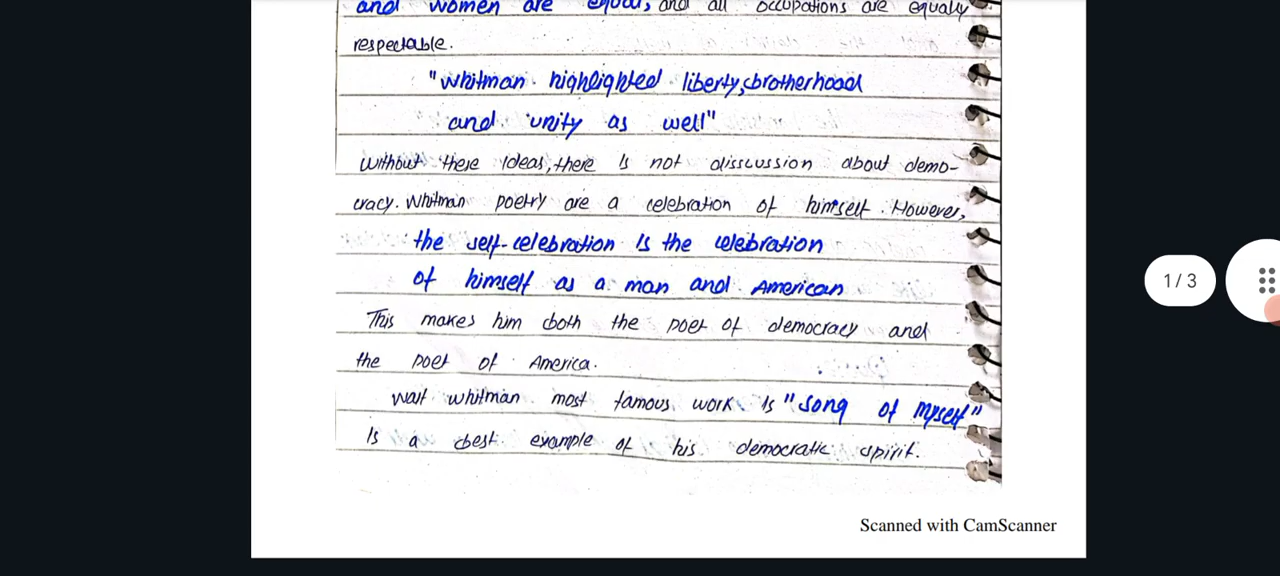 and women are equal, and all occupations are equally
respectable.
"Whitman highlighted liberty, brotherhood
and unity as well"
without these ideas, there is not disscussion about demo-
cracy. Whitman poetry are a celebration of himself. However,
the self-celebration is the celebration
of himself as a man and American
This makes him both the poet of democracy and
the poet of America.
walt whitman most famous work is "song of myself"
Is a best example of his democratic spirit.
Scanned with CamScanner
1 / 3